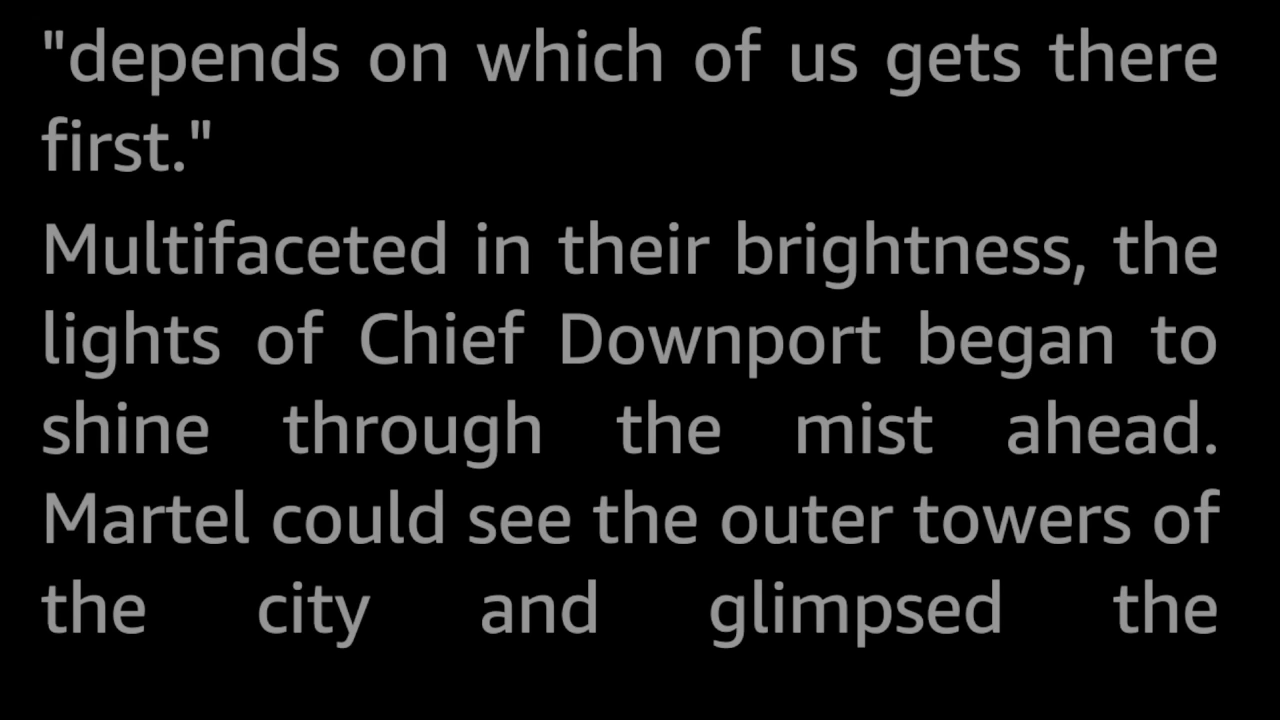 "depends on which of us gets there
first."
Multifaceted in their brightness, the
lights of Chief Downport began to
shine through the mist ahead.
Martel could see the outer towers of
the city and glimpsed the